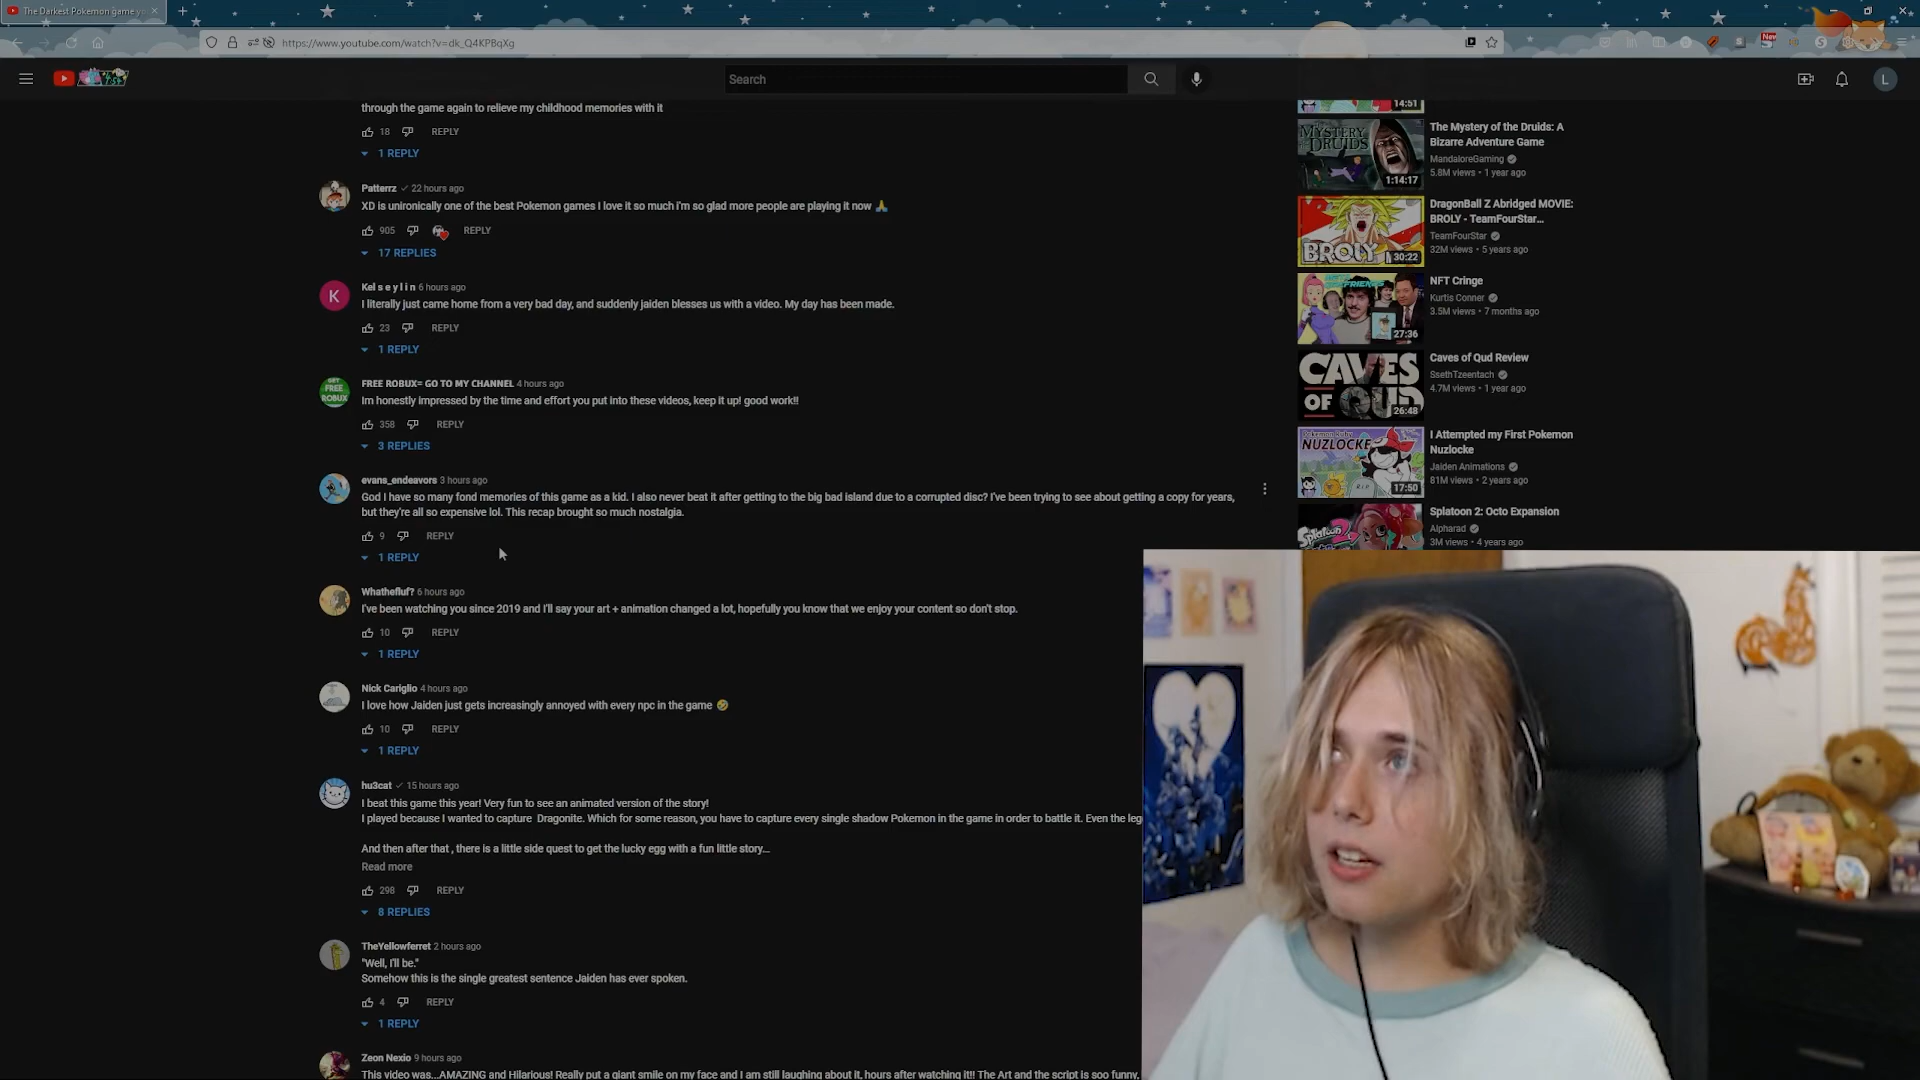 The Darkest Pokemon game y
https://www.youtube.com/watch?v=dk_Q4KPBqXg
New
Search
L
through the game again to relieve my childhood memories with it
18 REPLY
1 REPLY
Patterrz 22 hours ago
XD is unironically one of the best Pokemon games I love it so much i'm so glad more people are playing it now 🙏
905 REPLY
17 REPLIES
K
Kel s e y l i n 6 hours ago
I literally just came home from a very bad day, and suddenly jaiden blesses us with a video. My day has been made.
23 REPLY
1 REPLY
GET FREE ROBUX
FREE ROBUX= GO TO MY CHANNEL 4 hours ago
Im honestly impressed by the time and effort you put into these videos, keep it up! good work!!
358 REPLY
3 REPLIES
evans_endeavors 3 hours ago
God I have so many fond memories of this game as a kid. I also never beat it after getting to the big bad island due to a corrupted disc? I've been trying to see about getting a copy for years,
but they're all so expensive lol. This recap brought so much nostalgia.
9 REPLY
1 REPLY
Whathefluf? 6 hours ago
I've been watching you since 2019 and I'll say your art + animation changed a lot, hopefully you know that we enjoy your content so don't stop.
10 REPLY
1 REPLY
Nick Cariglio 4 hours ago
I love how Jaiden just gets increasingly annoyed with every npc in the game 🤣
10 REPLY
1 REPLY
hu3cat 15 hours ago
I beat this game this year! Very fun to see an animated version of the story!
I played because I wanted to capture Dragonite. Which for some reason, you have to capture every single shadow Pokemon in the game in order to battle it. Even the leg
And then after that , there is a little side quest to get the lucky egg with a fun little story...
Read more
298 REPLY
8 REPLIES
TheYellowferret 2 hours ago
"Well, I'll be."
Somehow this is the single greatest sentence Jaiden has ever spoken.
4 REPLY
1 REPLY
Zeon Nexio 9 hours ago
This video was...AMAZING and Hilarious! Really put a giant smile on my face and I am still laughing about it, hours after watching it!! The Art and the script is soo funny,
14:51
MYSTERY
DRUIDS
1:14:17
The Mystery of the Druids: A
Bizarre Adventure Game
MandaloreGaming
5.8M views • 1 year ago
BROLY
30:22
DragonBall Z Abridged MOVIE:
BROLY - TeamFourStar...
TeamFourStar
32M views • 5 years ago
27:36
NFT Cringe
Kurtis Conner
3.5M views • 7 months ago
CAVES
OF QUD
26:48
Caves of Qud Review
SsethTzeentach
4.7M views • 1 year ago
Pokemon Ruby
NUZLOCKE
R.I.P.
17:50
I Attempted my First Pokemon
Nuzlocke
Jaiden Animations
81M views • 2 years ago
Splatoon 2
Splatoon 2: Octo Expansion
Alpharad
3M views • 4 years ago